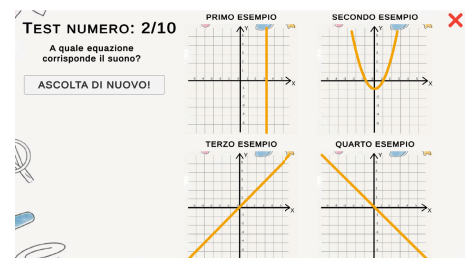 TEST NUMERO: 2/10
A quale equazione
corrisponde il suono?
ASCOLTA DI NUOVO!
PRIMO ESEMPIO
Y
X
SECONDO ESEMPIO
Y
X
TERZO ESEMPIO
Y
X
QUARTO ESEMPIO
Y
X